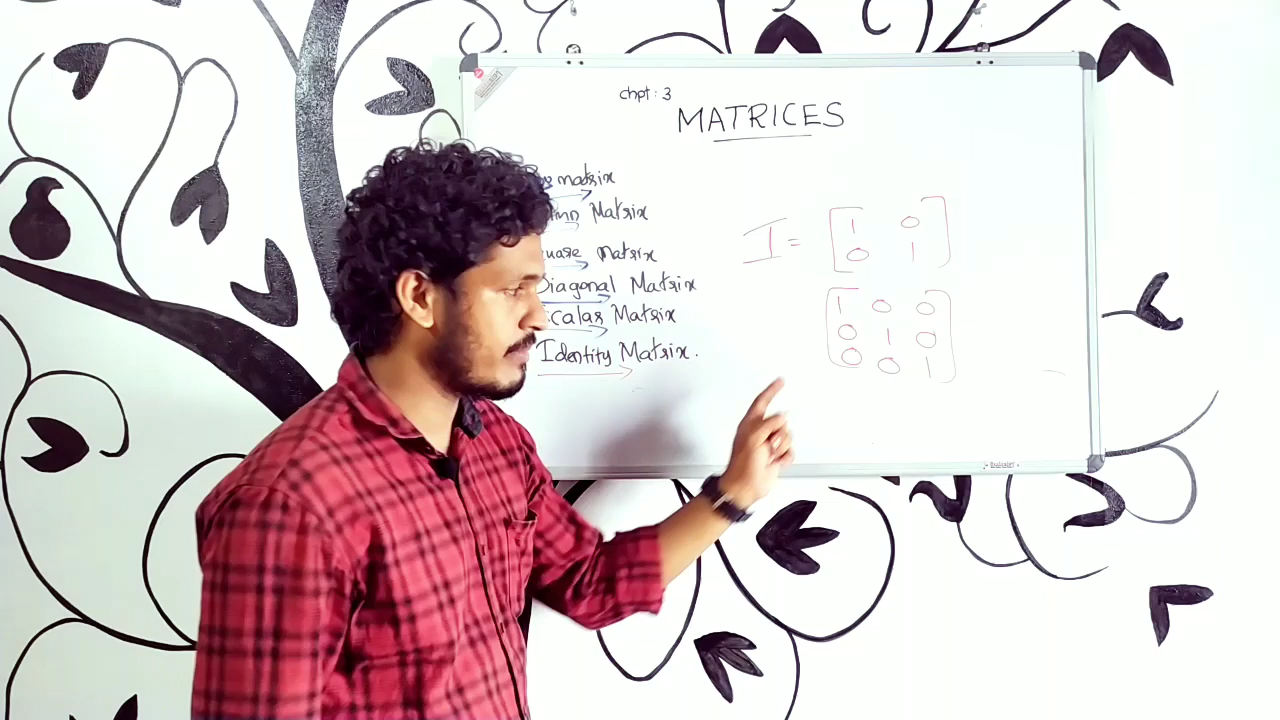 chpt : 3
MATRICES
matrix
Matrix
matrix
Diagonal Matrix
Scalar Matrix
Identity Matrix.
I = [1 0
0 1]
[1 0 0
0 1 0
0 0 1]